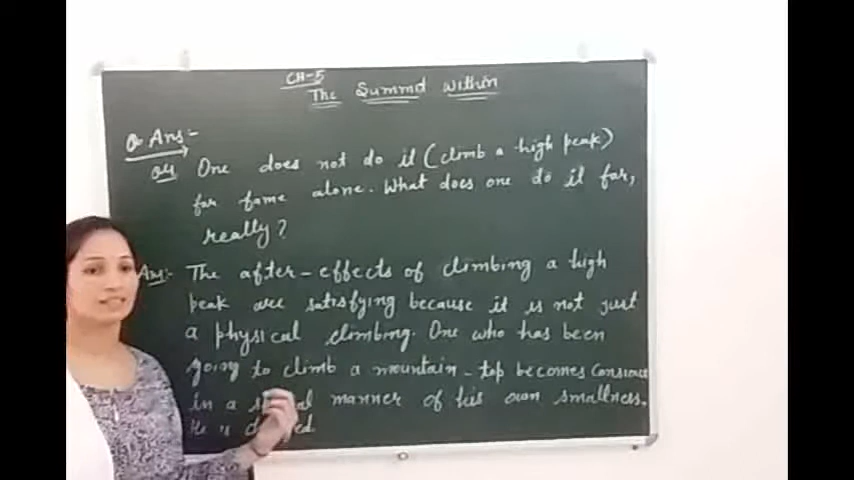 CH-5
The Summit Within
Q Ans:-
Q4 One does not do it (climb a high peak)
for fame alone. What does one do it for,
really?
Ans:- The after-effects of climbing a high
peak are satisfying because it is not just
a physical climbing. One who has been
going to climb a mountain-top becomes conscious
in a manner of his own smallness.
He is